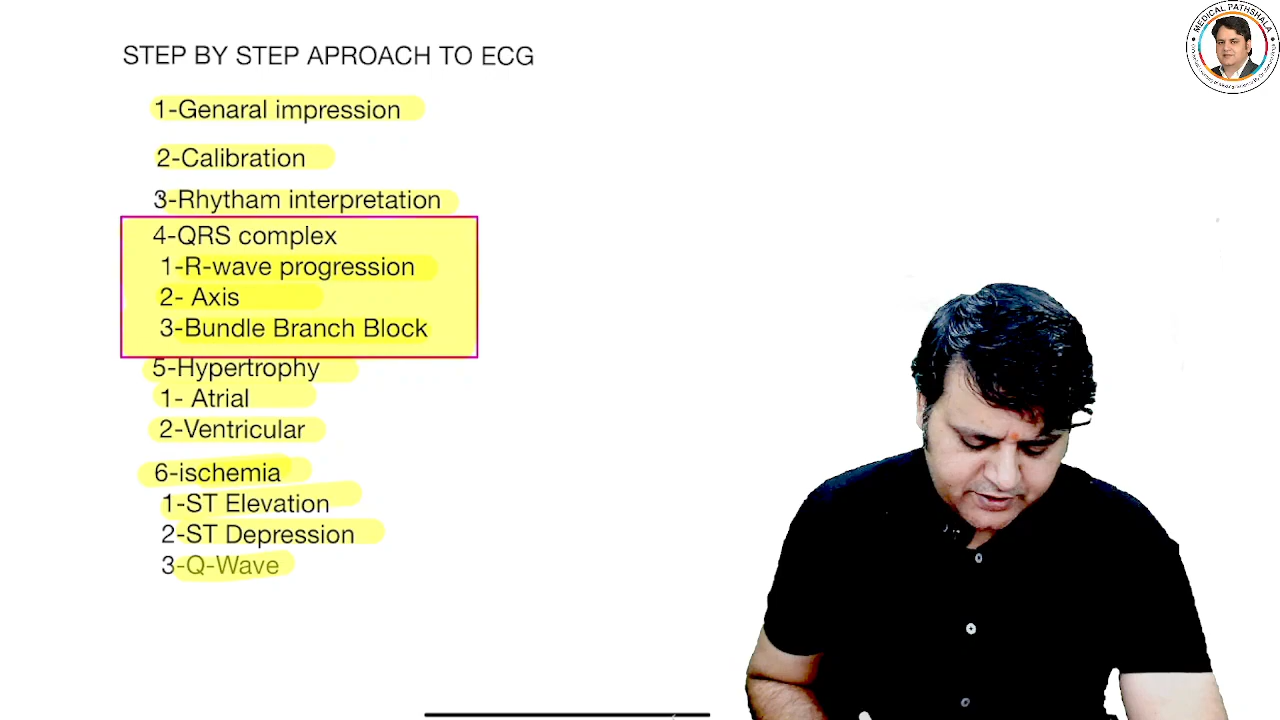 STEP BY STEP APROACH TO ECG
1-Genaral impression
2-Calibration
3-Rhytham interpretation
4-QRS complex
1-R-wave progression
2- Axis
3-Bundle Branch Block
5-Hypertrophy
1- Atrial
2-Ventricular
6-ischemia
1-ST Elevation
2-ST Depression
3-Q-Wave
MEDICAL PATHSHALA